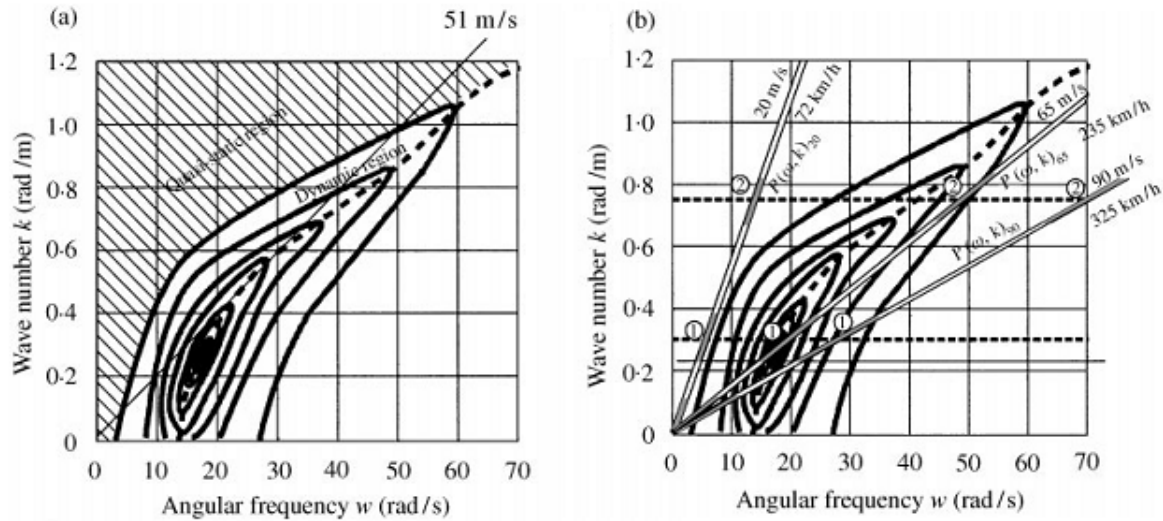 (a)
51 m/s
1·2
1·0
0·8
0·6
0·4
0·2
0
Wave number k (rad /m)
Quasi-static region
Dynamic region
0 10 20 30 40 50 60 70
Angular frequency w (rad/s)
(b)
1·2
1·0
0·8
0·6
0·4
0·2
0
Wave number k (rad /m)
20 m/s
72 km/h
P(ω, k)20
65 m/s
235 km/h
P (ω, k)65
90 m/s
325 km/h
P (ω, k)90
② ② ②
① ① ①
0 10 20 30 40 50 60 70
Angular frequency w (rad/s)